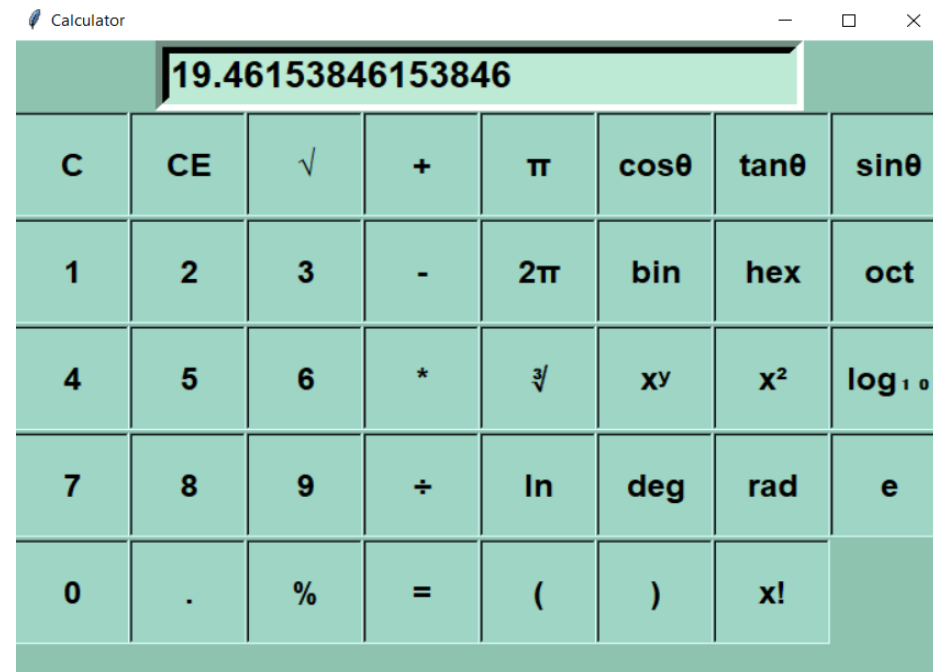 Calculator
19.46153846153846
C CE √ + π cosθ tanθ sinθ
1 2 3 - 2π bin hex oct
4 5 6 * ∛ xʸ x² log₁₀
7 8 9 ÷ ln deg rad e
0 . % = ( ) x!